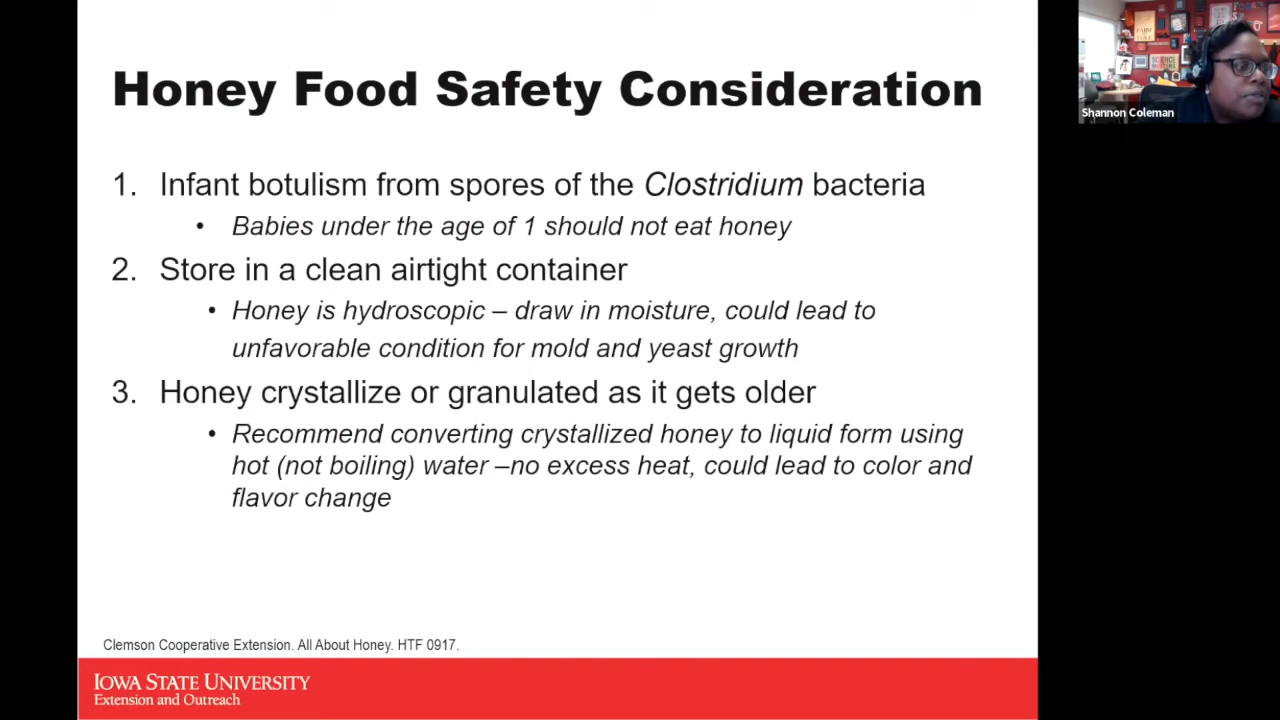 Honey Food Safety Consideration
1. Infant botulism from spores of the Clostridium bacteria
• Babies under the age of 1 should not eat honey
2. Store in a clean airtight container
• Honey is hydroscopic – draw in moisture, could lead to
unfavorable condition for mold and yeast growth
3. Honey crystallize or granulated as it gets older
• Recommend converting crystallized honey to liquid form using
hot (not boiling) water –no excess heat, could lead to color and
flavor change
Clemson Cooperative Extension. All About Honey. HTF 0917.
IOWA STATE UNIVERSITY
Extension and Outreach
Shannon Coleman